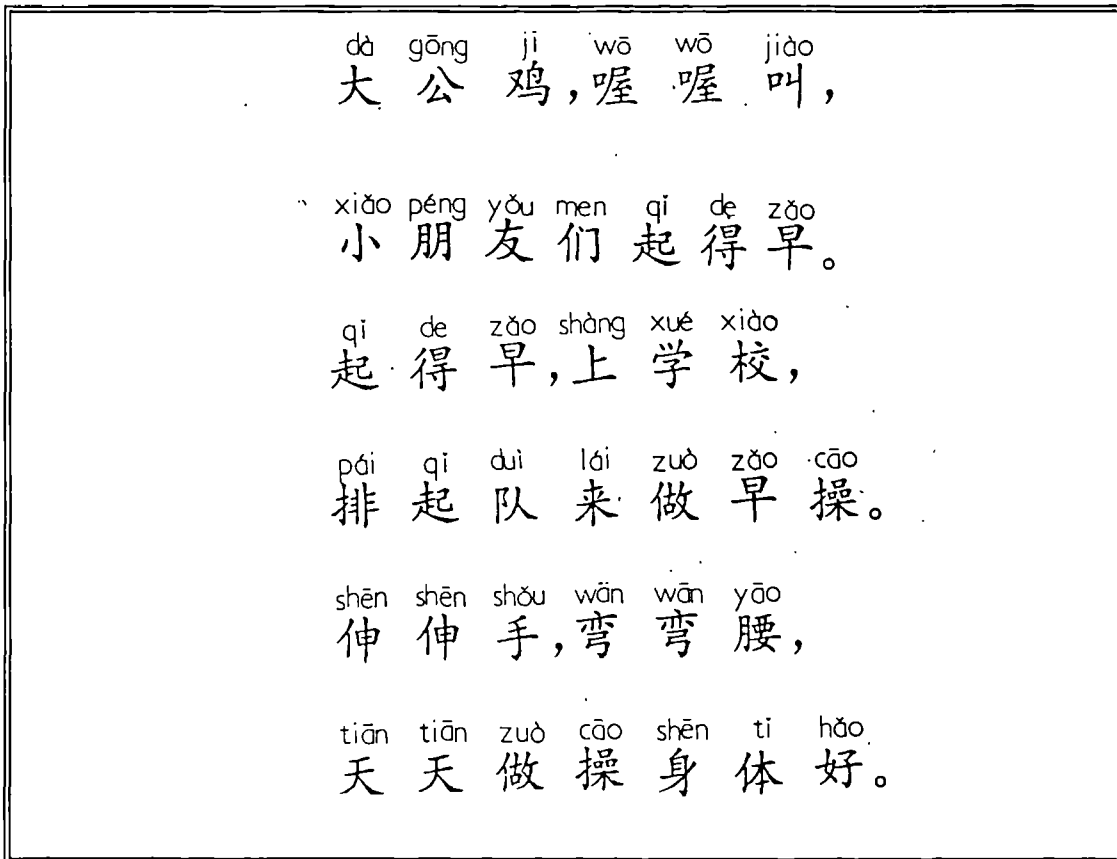 dà gōng jī wō wō jiào
大公鸡,喔喔叫,
xiǎo péng yǒu men qǐ de zǎo
小朋友们起得早。
qǐ de zǎo shàng xué xiào
起得早,上学校,
pái qǐ duì lái zuò zǎo cāo
排起队来做早操。
shēn shēn shǒu wān wān yāo
伸伸手,弯弯腰,
tiān tiān zuò cāo shēn tǐ hǎo
天天做操身体好。